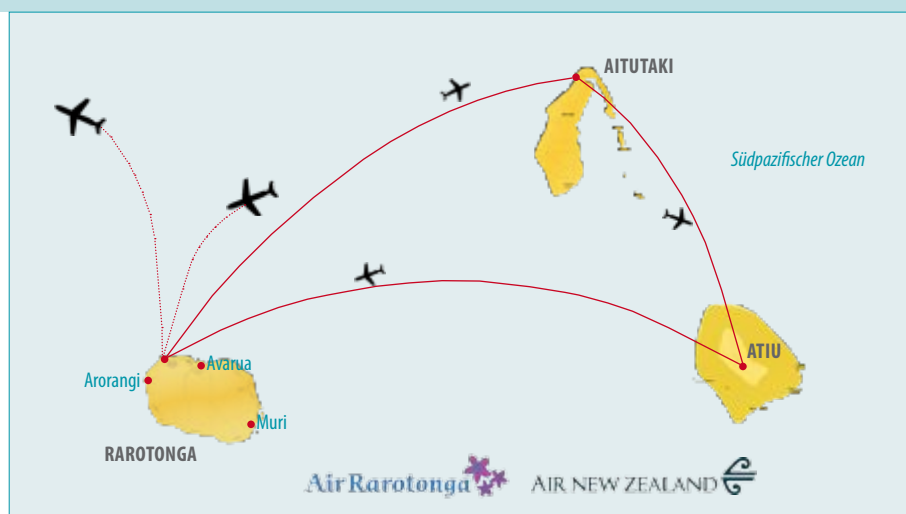 AITUTAKI
Südpazifischer Ozean
ATIU
Avarua
Arorangi
Muri
RAROTONGA
AirRarotonga
AIR NEW ZEALAND